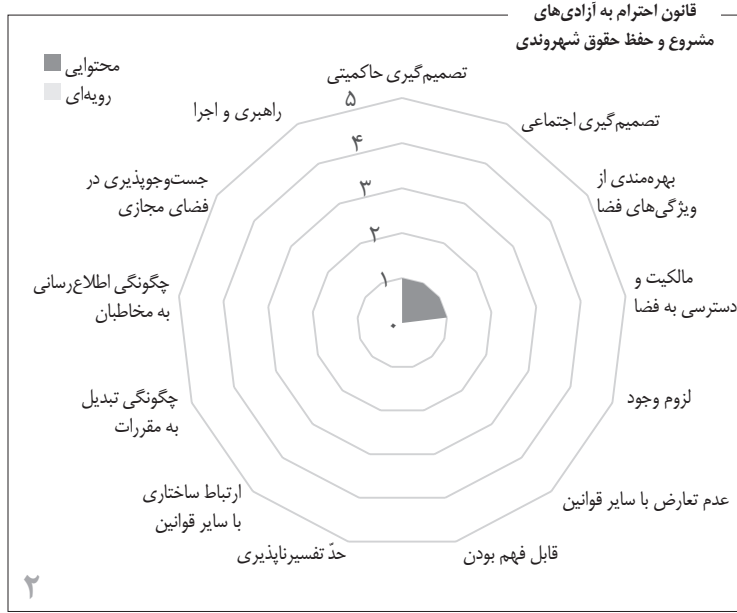 قانون احترام به آزادی‌های
مشروع و حفظ حقوق شهروندی
محتوایی
رویه‌ای
تصمیم‌گیری حاکمیتی
تصمیم‌گیری اجتماعی
بهره‌مندی از
ویژگی‌های فضا
مالکیت و
دسترسی به فضا
لزوم وجود
عدم تعارض با سایر قوانین
قابل فهم بودن
حدّ تفسیرناپذیری
ارتباط ساختاری
با سایر قوانین
چگونگی تبدیل
به مقررات
چگونگی اطلاع‌رسانی
به مخاطبان
جست‌وجوپذیری در
فضای مجازی
راهبری و اجرا
۵
۴
۳
۲
۱
۰
۲